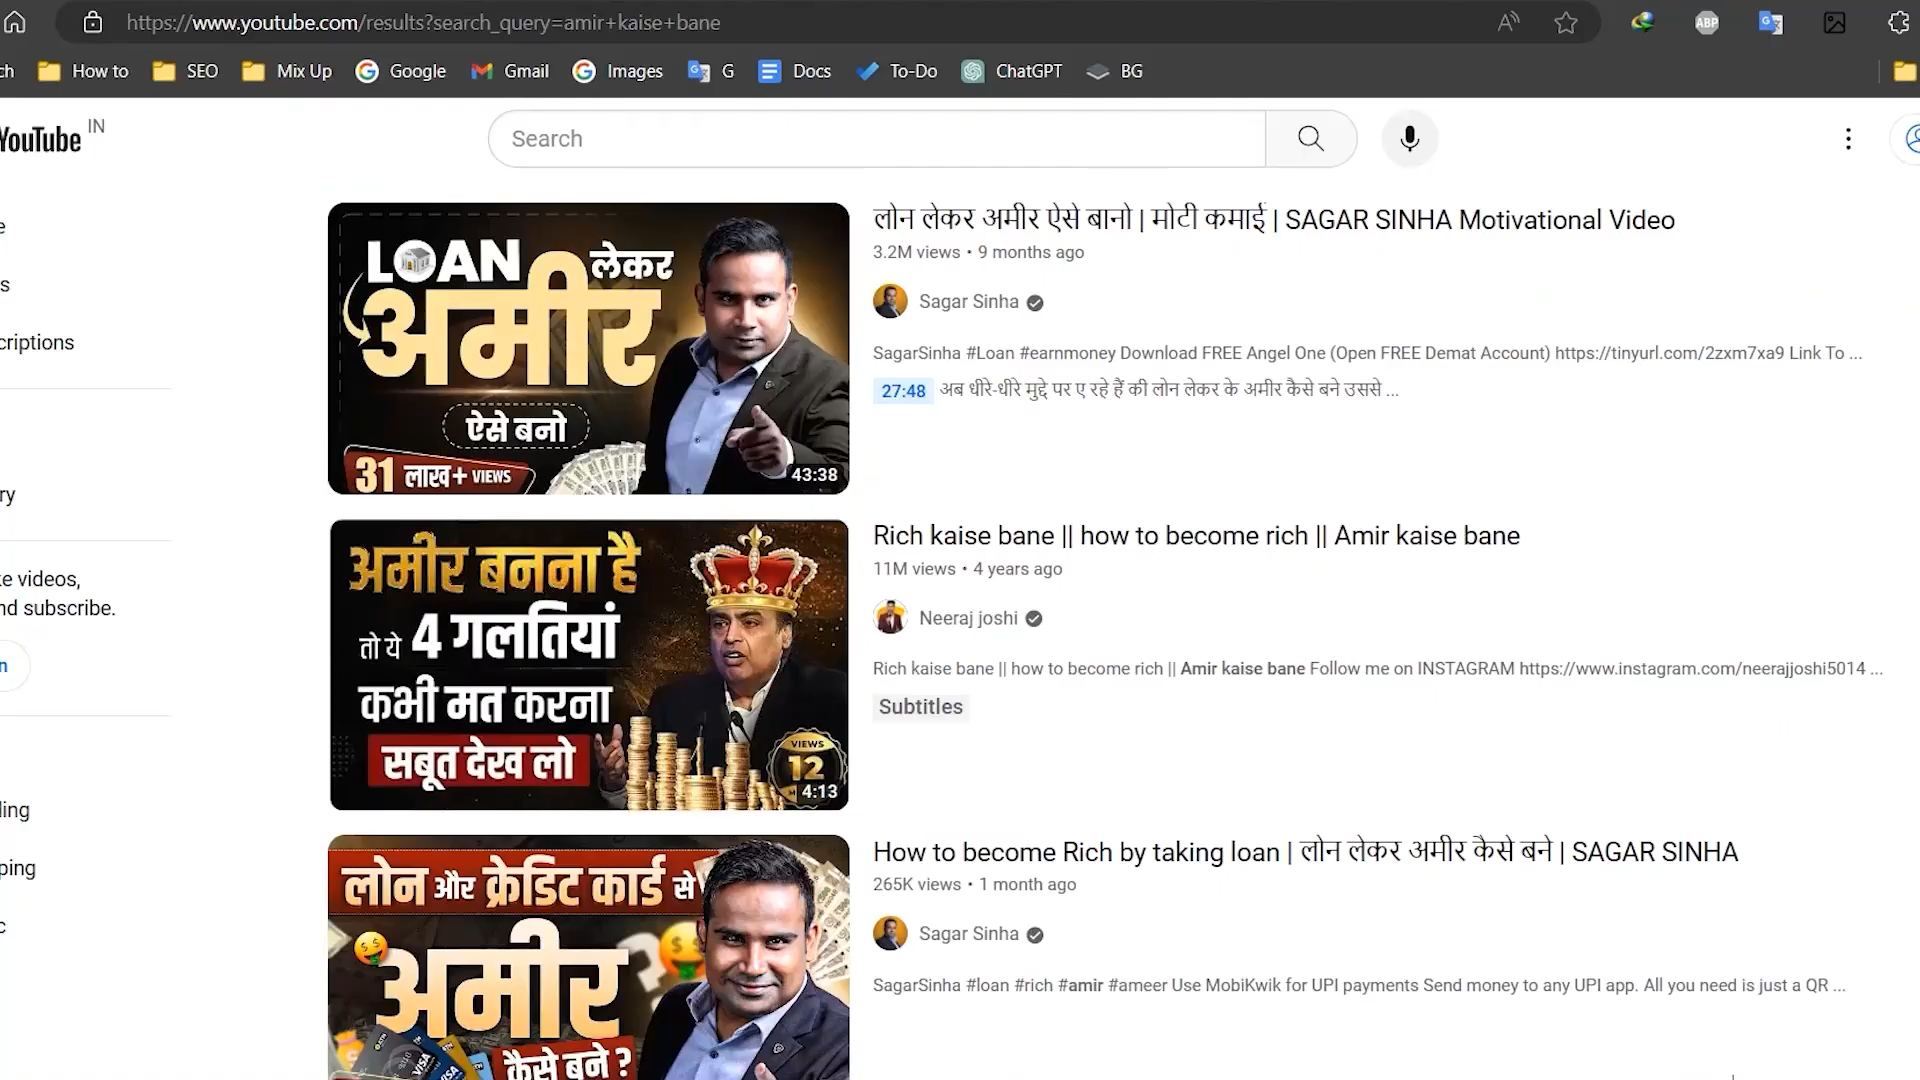 https://www.youtube.com/results?search_query=amir+kaise+bane
ch How to SEO Mix Up Google Gmail Images G Docs To-Do ChatGPT BG
YouTube IN
Search
LOAN लेकर
अमीर
ऐसे बनो
31 लाख+ VIEWS
43:38
लोन लेकर अमीर ऐसे बानो | मोटी कमाई | SAGAR SINHA Motivational Video
3.2M views • 9 months ago
Sagar Sinha
SagarSinha #Loan #earnmoney Download FREE Angel One (Open FREE Demat Account) https://tinyurl.com/2zxm7xa9 Link To ...
27:48 अब धीरे-धीरे मुद्दे पर ए रहे हैं की लोन लेकर के अमीर कैसे बने उससे ...
अमीर बनना है
तो ये 4 गलतियां
कभी मत करना
सबूत देख लो
VIEWS
12
4:13
Rich kaise bane || how to become rich || Amir kaise bane
11M views • 4 years ago
Neeraj joshi
Rich kaise bane || how to become rich || Amir kaise bane Follow me on INSTAGRAM https://www.instagram.com/neerajjoshi5014 ...
Subtitles
लोन और क्रेडिट कार्ड से
अमीर
कैसे बने ?
VISA
VISA
How to become Rich by taking loan | लोन लेकर अमीर कैसे बने | SAGAR SINHA
265K views • 1 month ago
Sagar Sinha
SagarSinha #loan #rich #amir #ameer Use MobiKwik for UPI payments Send money to any UPI app. All you need is just a QR ...
e
s
criptions
ry
ke videos,
nd subscribe.
n
ding
ping
c
ABP